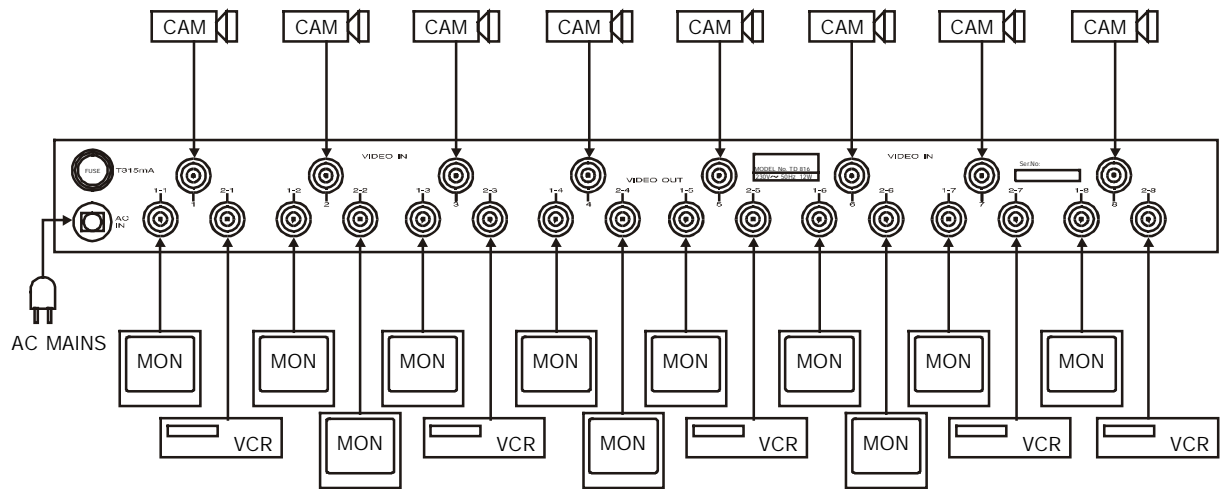 CAM CAM CAM CAM CAM CAM CAM CAM
VIDEO IN VIDEO IN
FUSE T315mA
MODEL No. TD 816
230V~ 50Hz 12W
Ser.No:
VIDEO OUT
1-1 2-1 1-2 2-2 1-3 2-3 1-4 2-4 1-5 2-5 1-6 2-6 1-7 2-7 1-8 2-8
1 2 3 4 5 6 7 8
AC
IN
AC MAINS
MON MON MON MON MON MON MON MON
VCR MON VCR MON VCR MON VCR VCR